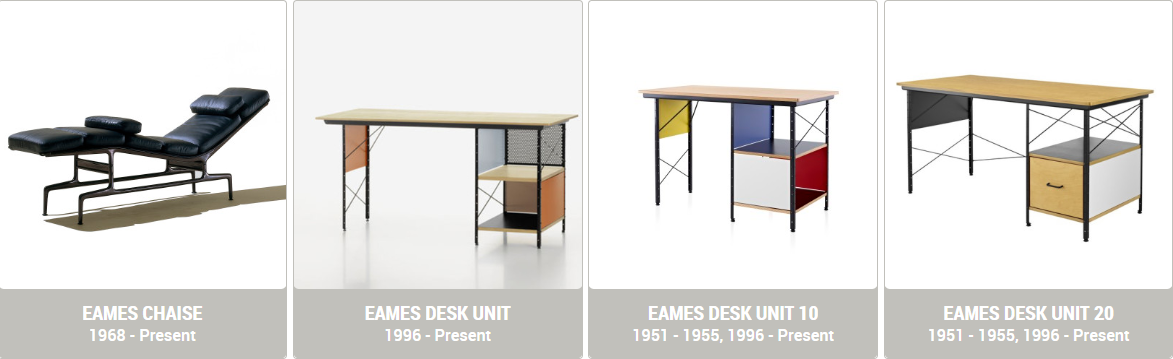 EAMES CHAISE
1968 - Present
EAMES DESK UNIT
1996 - Present
EAMES DESK UNIT 10
1951 - 1955, 1996 - Present
EAMES DESK UNIT 20
1951 - 1955, 1996 - Present